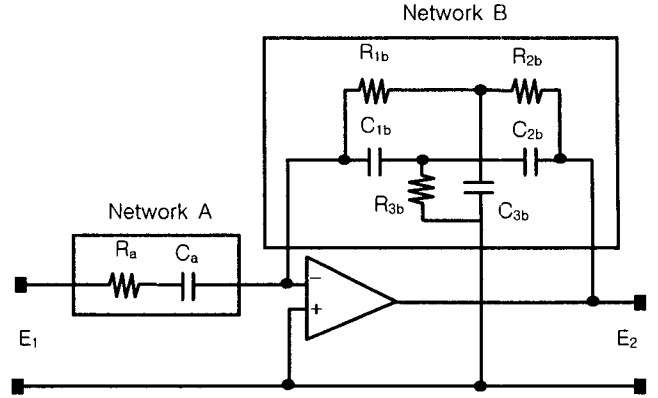 Network B
R1b
R2b
C1b
C2b
R3b
C3b
Network A
Ra
Ca
−
+
E1
E2